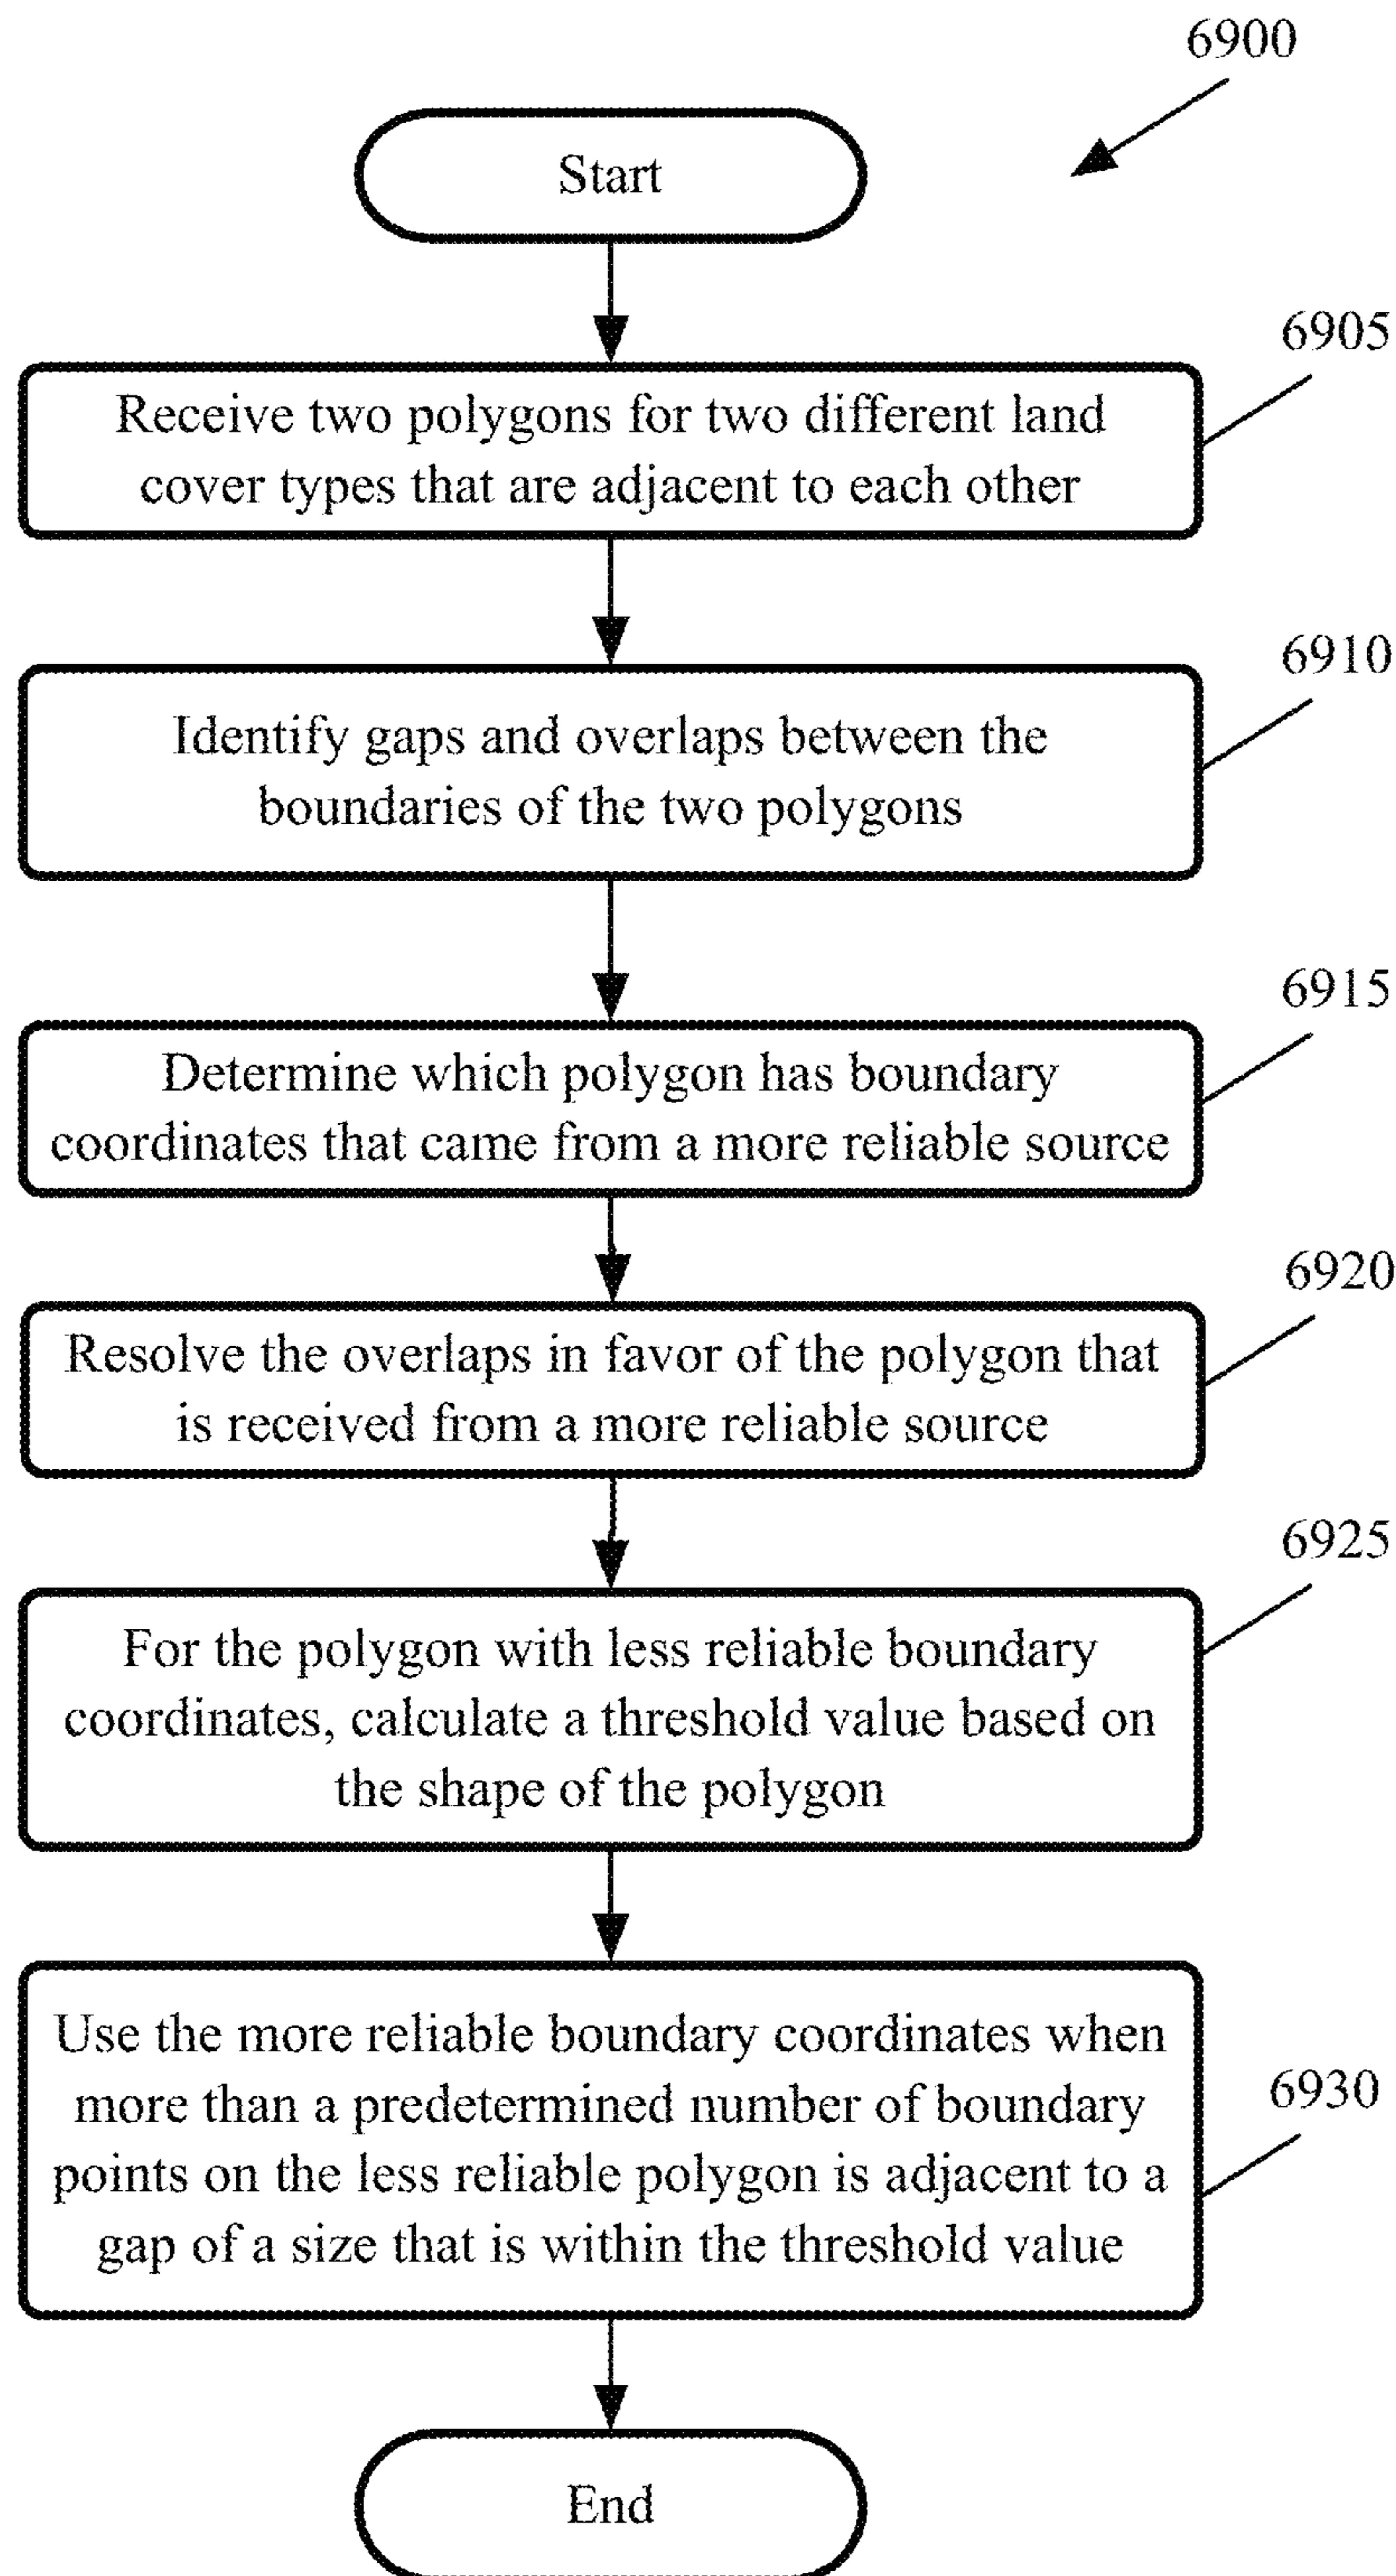 6900
Start
6905
Receive two polygons for two different land
cover types that are adjacent to each other
6910
Identify gaps and overlaps between the
boundaries of the two polygons
6915
Determine which polygon has boundary
coordinates that came from a more reliable source
6920
Resolve the overlaps in favor of the polygon that
is received from a more reliable source
6925
For the polygon with less reliable boundary
coordinates, calculate a threshold value based on
the shape of the polygon
6930
Use the more reliable boundary coordinates when
more than a predetermined number of boundary
points on the less reliable polygon is adjacent to a
gap of a size that is within the threshold value
End